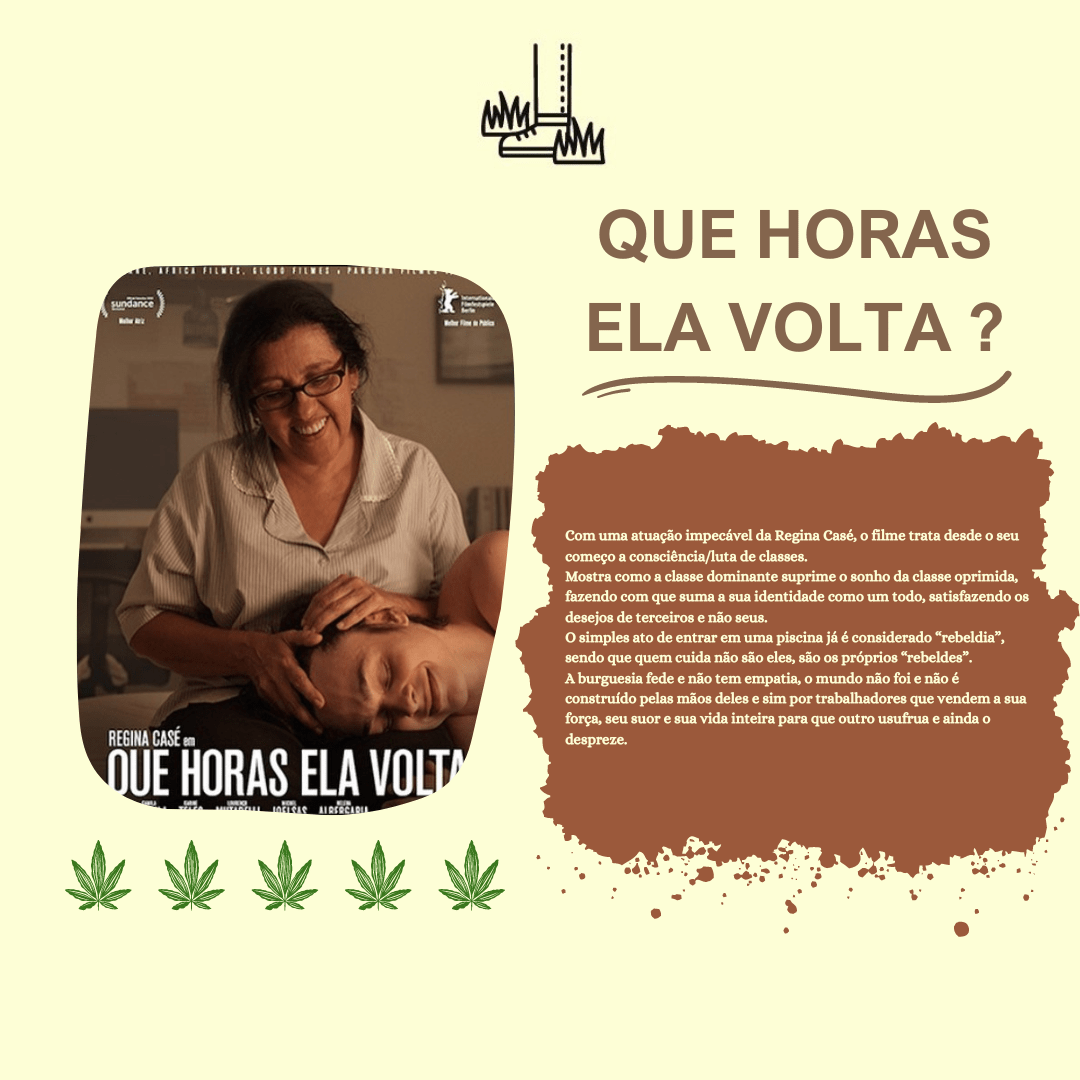 QUE HORAS
ELA VOLTA ?
AFRICA FILMES, GLOBO FILMES e PANDORA FILMES
sundance
Melhor Atriz
Internationale
Filmfestspiele
Berlin
Melhor Filme do Público
REGINA CASÉ em
QUE HORAS ELA VOLTA
Com uma atuação impecável da Regina Casé, o filme trata desde o seu
começo a consciência/luta de classes.
Mostra como a classe dominante suprime o sonho da classe oprimida,
fazendo com que suma a sua identidade como um todo, satisfazendo os
desejos de terceiros e não seus.
O simples ato de entrar em uma piscina já é considerado “rebeldia”,
sendo que quem cuida não são eles, são os próprios “rebeldes”.
A burguesia fede e não tem empatia, o mundo não foi e não é
construído pelas mãos deles e sim por trabalhadores que vendem a sua
força, seu suor e sua vida inteira para que outro usufrua e ainda o
despreze.